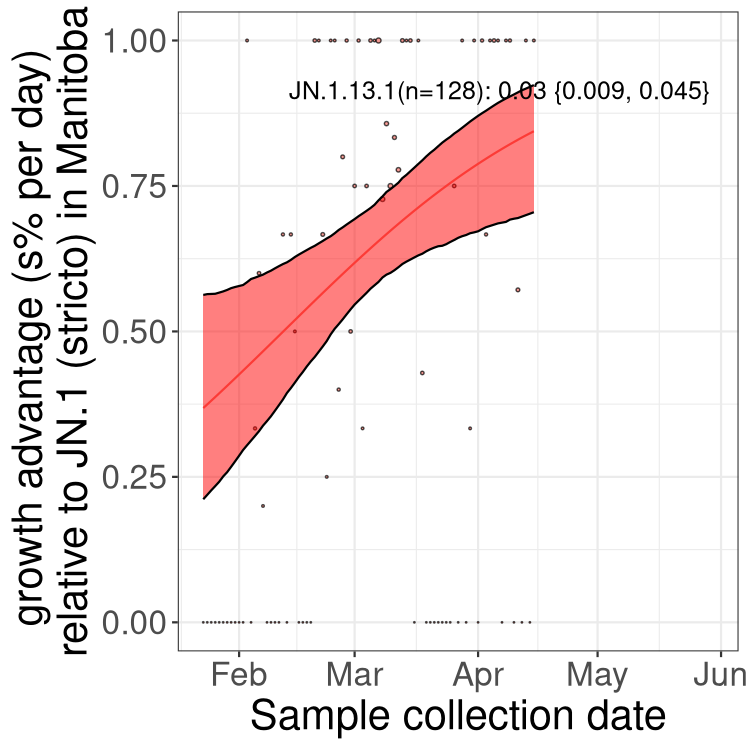 growth advantage (s% per day)
relative to JN.1 (stricto) in Manitoba
1.00
0.75
0.50
0.25
0.00
JN.1.13.1(n=128): 0.03 {0.009, 0.045}
Feb
Mar
Apr
May
Jun
Sample collection date